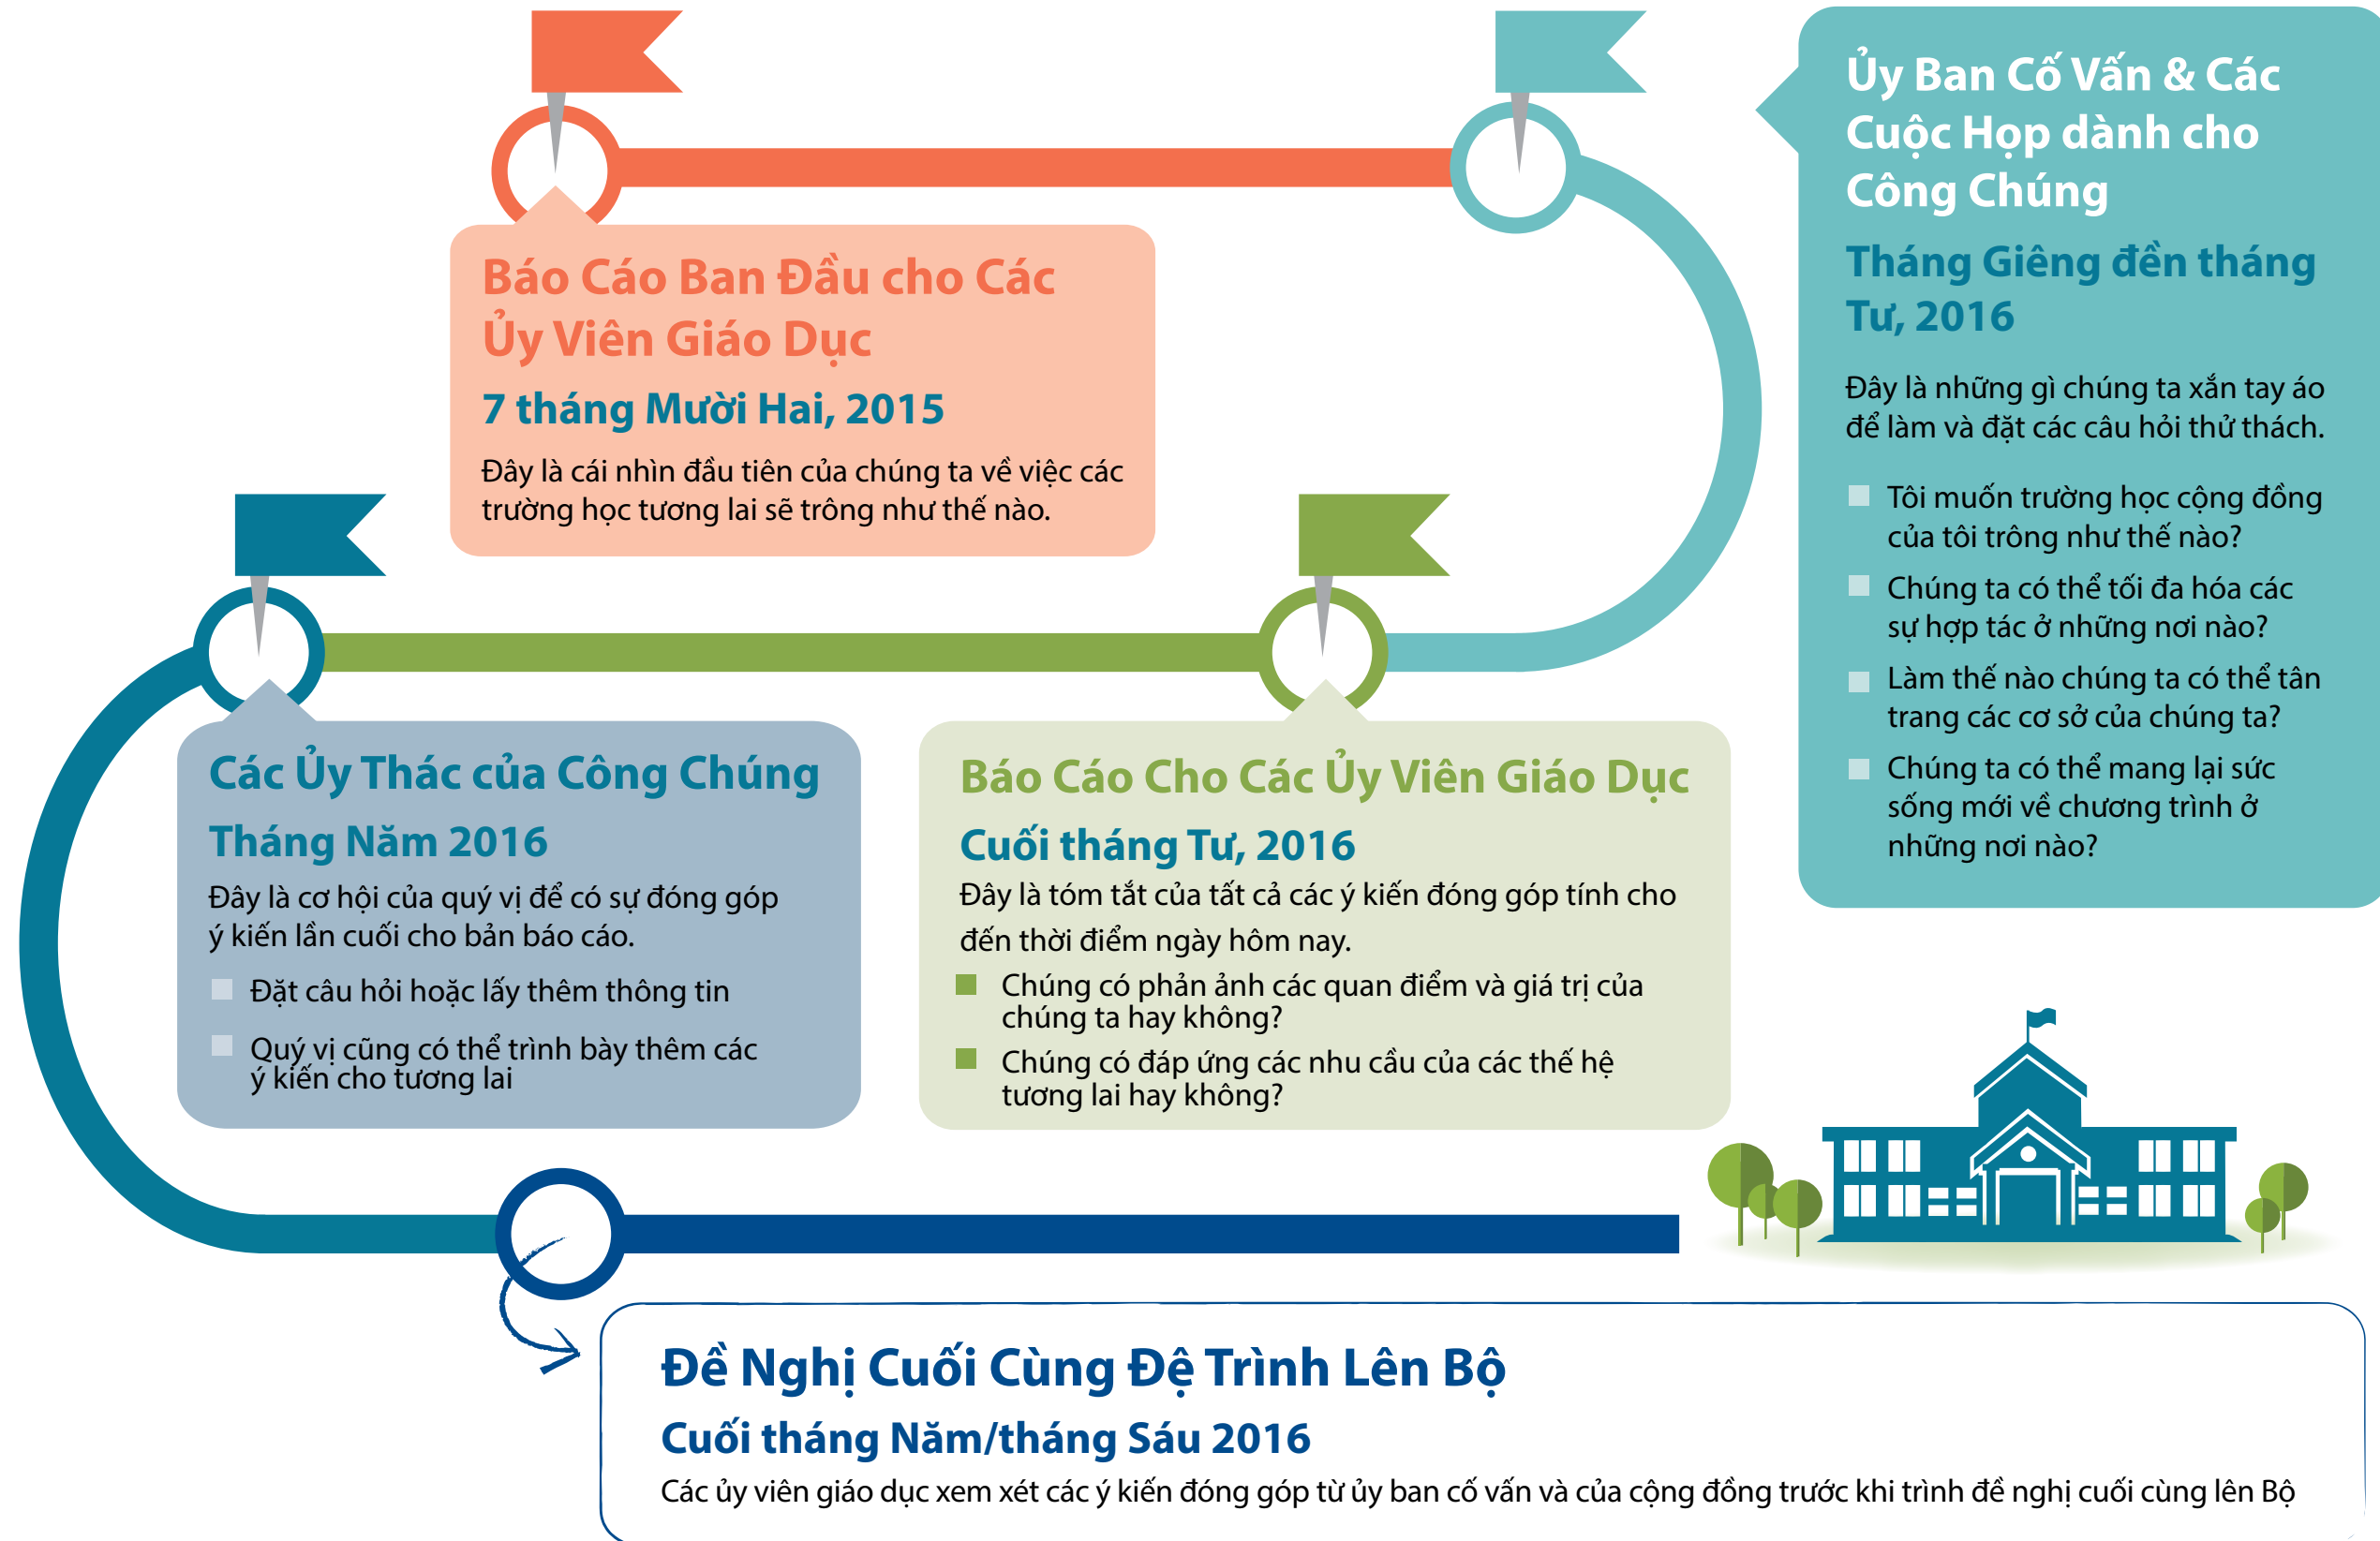 Báo Cáo Ban Đầu cho Các
Ủy Viên Giáo Dục
7 tháng Mười Hai, 2015
Đây là cái nhìn đầu tiên của chúng ta về việc các
trường học tương lai sẽ trông như thế nào.
Ủy Ban Cố Vấn & Các
Cuộc Họp dành cho
Công Chúng
Tháng Giêng đền tháng
Tư, 2016
Đây là những gì chúng ta xắn tay áo
để làm và đặt các câu hỏi thử thách.
Tôi muốn trường học cộng đồng
của tôi trông như thế nào?
Chúng ta có thể tối đa hóa các
sự hợp tác ở những nơi nào?
Làm thế nào chúng ta có thể tân
trang các cơ sở của chúng ta?
Chúng ta có thể mang lại sức
sống mới về chương trình ở
những nơi nào?
Báo Cáo Cho Các Ủy Viên Giáo Dục
Cuối tháng Tư, 2016
Đây là tóm tắt của tất cả các ý kiến đóng góp tính cho
đến thời điểm ngày hôm nay.
Chúng có phản ảnh các quan điểm và giá trị của
chúng ta hay không?
Chúng có đáp ứng các nhu cầu của các thế hệ
tương lai hay không?
Các Ủy Thác của Công Chúng
Tháng Năm 2016
Đây là cơ hội của quý vị để có sự đóng góp
ý kiến lần cuối cho bản báo cáo.
Đặt câu hỏi hoặc lấy thêm thông tin
Quý vị cũng có thể trình bày thêm các
ý kiến cho tương lai
Đề Nghị Cuối Cùng Đệ Trình Lên Bộ
Cuối tháng Năm/tháng Sáu 2016
Các ủy viên giáo dục xem xét các ý kiến đóng góp từ ủy ban cố vấn và của cộng đồng trước khi trình đề nghị cuối cùng lên Bộ